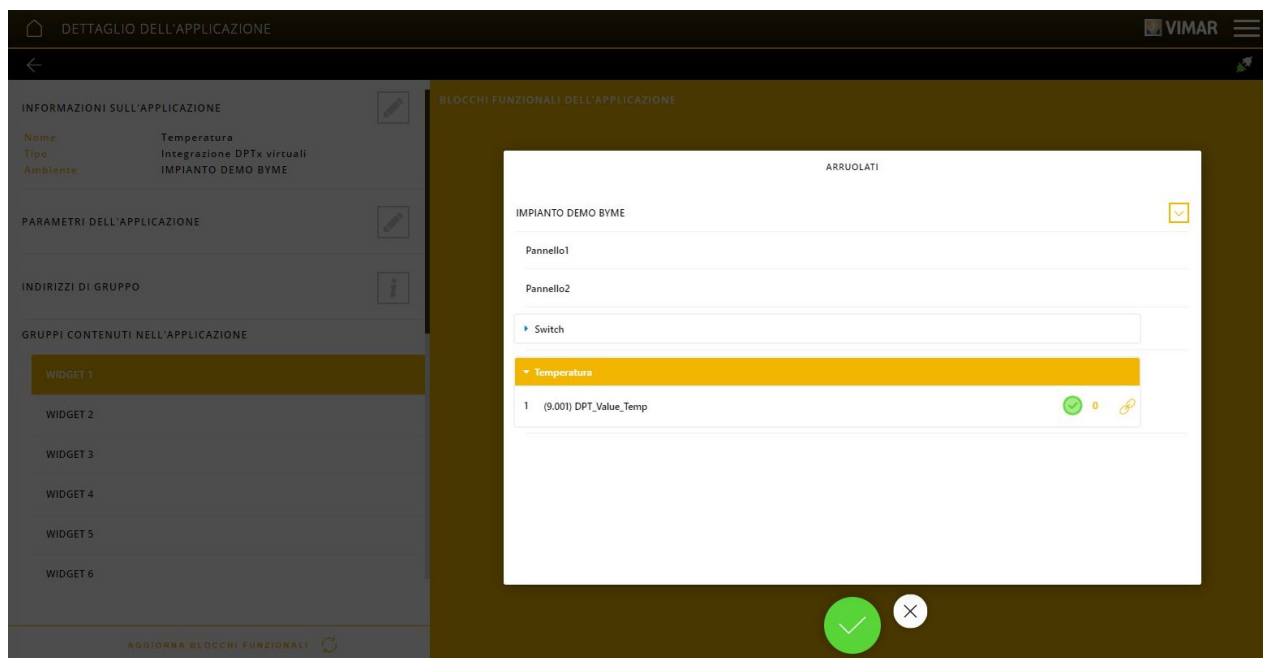 DETTAGLIO DELL'APPLICAZIONE
VIMAR
INFORMAZIONI SULL'APPLICAZIONE
Nome Temperatura
Tipo Integrazione DPTx virtuali
Ambiente IMPIANTO DEMO BYME
PARAMETRI DELL'APPLICAZIONE
INDIRIZZI DI GRUPPO
i
GRUPPI CONTENUTI NELL'APPLICAZIONE
WIDGET 1
WIDGET 2
WIDGET 3
WIDGET 4
WIDGET 5
WIDGET 6
AGGIORNA BLOCCHI FUNZIONALI
BLOCCHI FUNZIONALI DELL'APPLICAZIONE
ARRUOLATI
IMPIANTO DEMO BYME
Pannello1
Pannello2
Switch
Temperatura
1 (9.001) DPT_Value_Temp 0